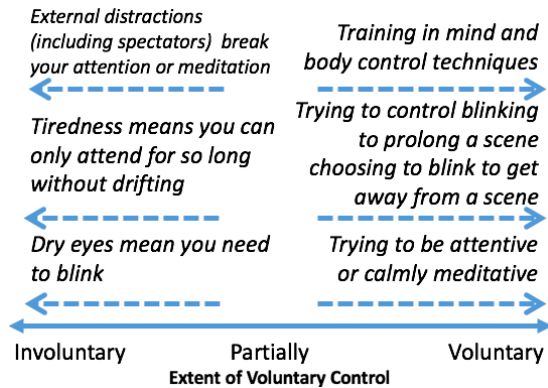 External distractions
(including spectators) break
your attention or meditation
Training in mind and
body control techniques
Tiredness means you can
only attend for so long
without drifting
Trying to control blinking
to prolong a scene
choosing to blink to get
away from a scene
Dry eyes mean you need
to blink
Trying to be attentive
or calmly meditative
Involuntary Partially Voluntary
Extent of Voluntary Control